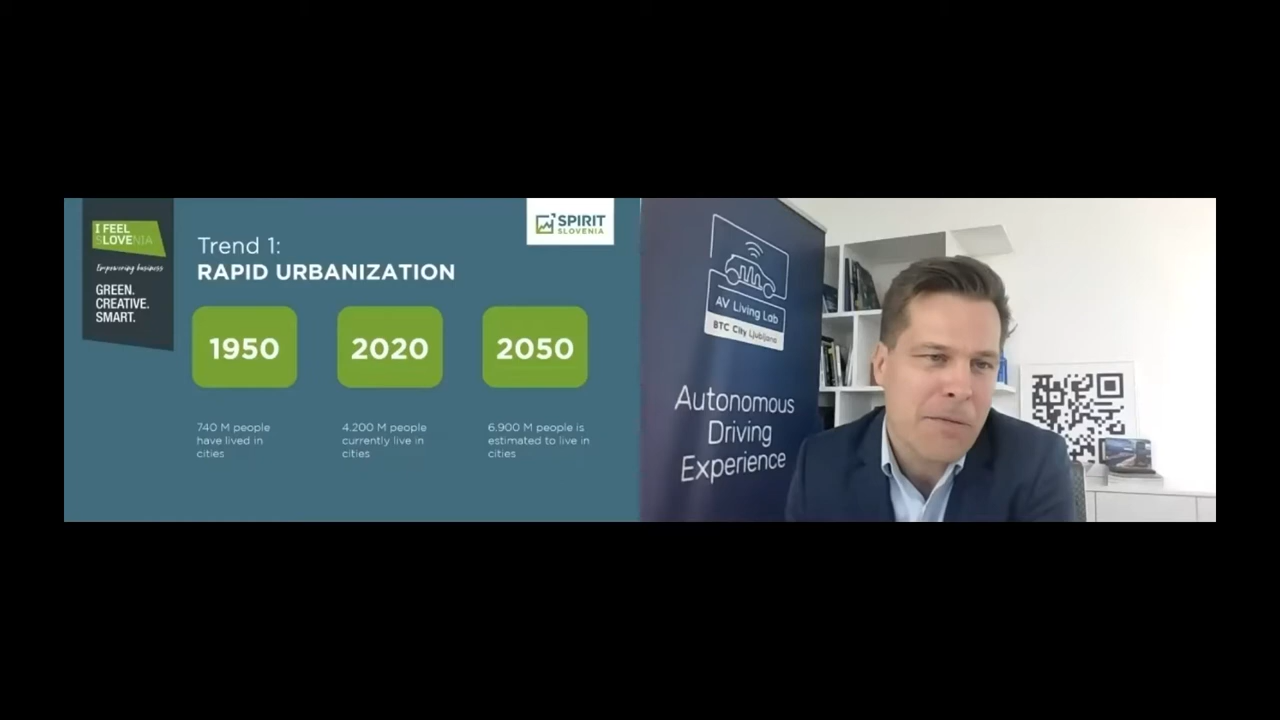 I FEEL
SLOVENIA
Empowering business
GREEN.
CREATIVE.
SMART.
SPIRIT
SLOVENIA
Trend 1:
RAPID URBANIZATION
1950
2020
2050
740 M people
have lived in
cities
4.200 M people
currently live in
cities
6.900 M people is
estimated to live in
cities
AV Living Lab
BTC City Ljubljana
Autonomous
Driving
Experience